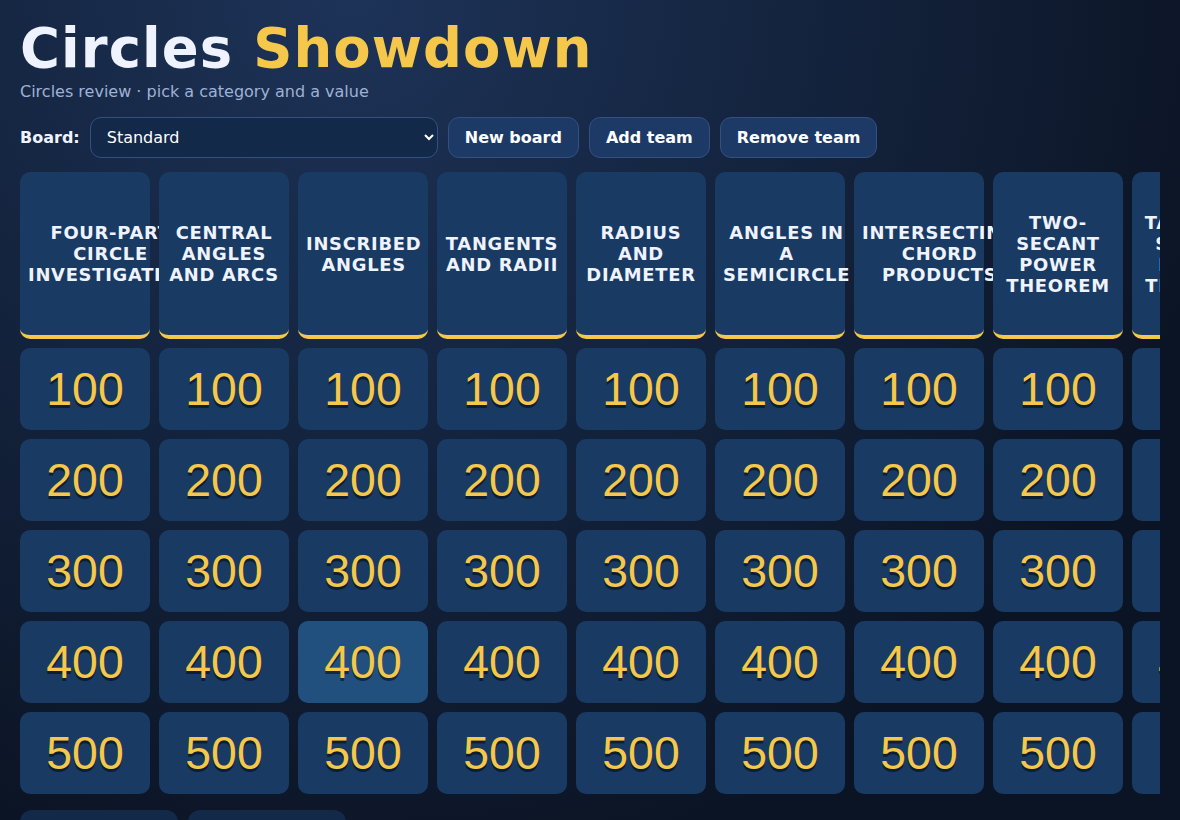 Circles Showdown
Circles review · pick a category and a value
Board: Standard New board Add team Remove team
FOUR-PART CIRCLE
CENTRAL ANGLES AND ARCS
INSCRIBED ANGLES
TANGENTS AND RADII
RADIUS AND DIAMETER
ANGLES IN A SEMICIRCLE
CHORD PRODUCTS
TWO-SECANT POWER THEOREM
100 100 100 100 100 100 100 100
200 200 200 200 200 200 200 200
300 300 300 300 300 300 300 300
400 400 400 400 400 400 400 400
500 500 500 500 500 500 500 500